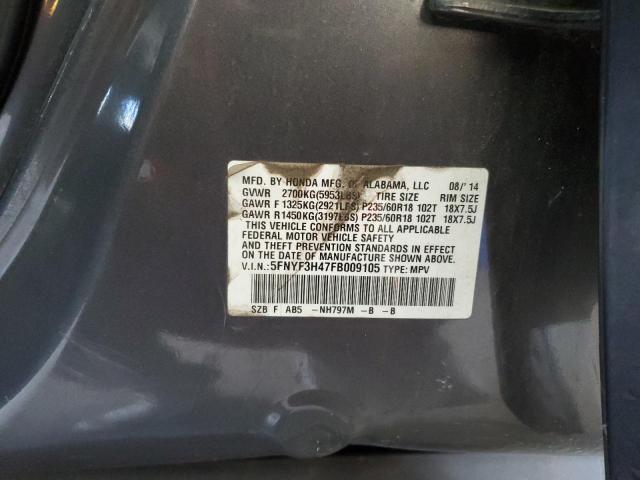 MFD. BY HONDA MFG. OF ALABAMA, LLC 08/'14
GVWR 2700KG(5953LBS) TIRE SIZE RIM SIZE
GAWR F 1325KG(2921LBS) P235/60R18 102T 18X7.5J
GAWR R 1450KG(3197LBS) P235/60R18 102T 18X7.5J
THIS VEHICLE CONFORMS TO ALL APPLICABLE
FEDERAL MOTOR VEHICLE SAFETY
AND THEFT PREVENTION STANDARDS IN EFFECT
ON THE DATE OF MANUFACTURE SHOWN ABOVE.
V.I.N.: 5FNYF3H47FB009105 TYPE: MPV
SZB F AB5 -NH797M -B -B